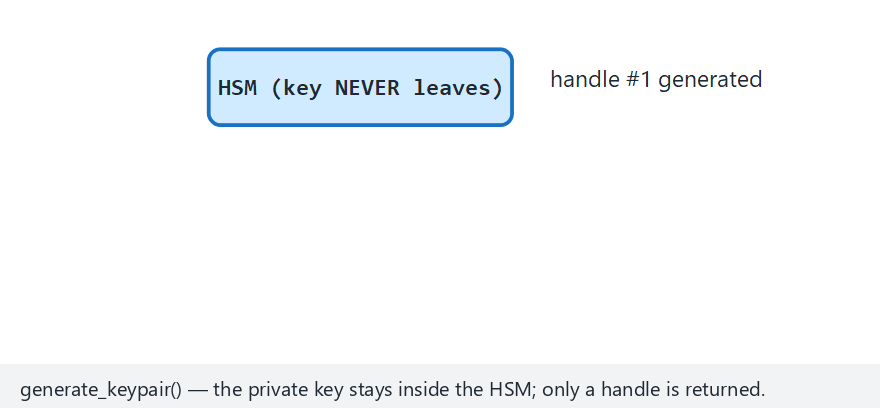 HSM (key NEVER leaves)
handle #1 generated
generate_keypair() — the private key stays inside the HSM; only a handle is returned.